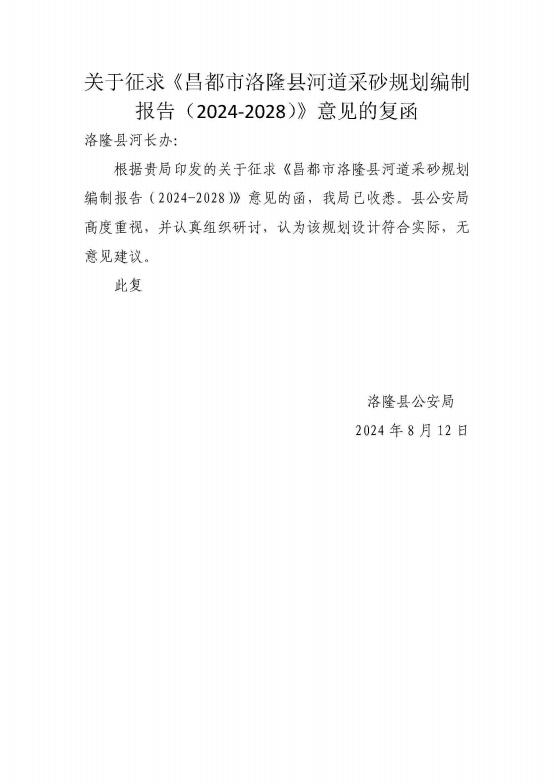 关于征求《昌都市洛隆县河道采砂规划编制
报告（2024-2028）》意见的复函
洛隆县河长办：
根据贵局印发的关于征求《昌都市洛隆县河道采砂规划
编制报告（2024-2028)》意见的函，我局已收悉。县公安局
高度重视，并认真组织研讨，认为该规划设计符合实际，无
意见建议。
此复
洛隆县公安局
2024 年 8 月 12 日